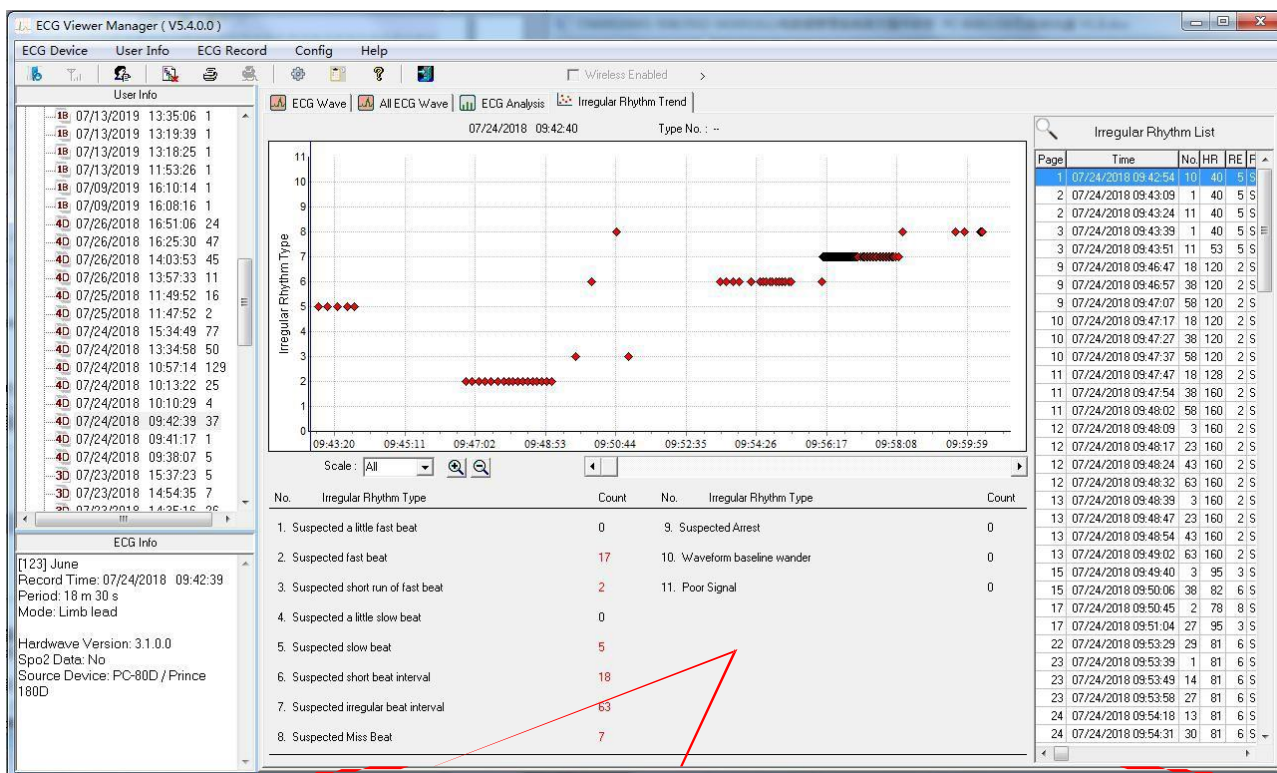 ECG Viewer Manager ( V5.4.0.0 )
ECG Device User Info ECG Record Config Help
Wireless Enabled >
User Info
1B 07/13/2019 13:35:06 1
1B 07/13/2019 13:19:39 1
1B 07/13/2019 13:18:25 1
1B 07/13/2019 11:53:26 1
1B 07/09/2019 16:10:14 1
1B 07/09/2019 16:08:16 1
4D 07/26/2018 16:51:06 24
4D 07/26/2018 16:25:30 47
4D 07/26/2018 14:03:53 45
4D 07/26/2018 13:57:33 11
4D 07/25/2018 11:49:52 16
4D 07/25/2018 11:47:52 2
4D 07/24/2018 15:34:49 77
4D 07/24/2018 13:34:58 50
4D 07/24/2018 10:57:14 129
4D 07/24/2018 10:13:22 25
4D 07/24/2018 10:10:29 4
4D 07/24/2018 09:42:39 37
4D 07/24/2018 09:41:17 1
4D 07/24/2018 09:38:07 5
3D 07/23/2018 15:37:23 5
3D 07/23/2018 14:54:35 7
3D 07/23/2018 14:35:16 26
ECG Info
[123] June
Record Time: 07/24/2018 09:42:39
Period: 18 m 30 s
Mode: Limb lead
Hardwave Version: 3.1.0.0
Spo2 Data: No
Source Device: PC-80D / Prince
180D
ECG Wave All ECG Wave ECG Analysis Irregular Rhythm Trend
07/24/2018 09:42:40 Type No. : --
Irregular Rhythm Type
11
10
9
8
7
6
5
4
3
2
1
0
09:43:20 09:45:11 09:47:02 09:48:53 09:50:44 09:52:35 09:54:26 09:56:17 09:58:08 09:59:59
Scale : All
No. Irregular Rhythm Type Count No. Irregular Rhythm Type Count
1. Suspected a little fast beat 0 9. Suspected Arrest 0
2. Suspected fast beat 17 10. Waveform baseline wander 0
3. Suspected short run of fast beat 2 11. Poor Signal 0
4. Suspected a little slow beat 0
5. Suspected slow beat 5
6. Suspected short beat interval 18
7. Suspected irregular beat interval 63
8. Suspected Miss Beat 7
Irregular Rhythm List
Page Time No. HR RE F
1 07/24/2018 09:42:54 10 40 5 S
2 07/24/2018 09:43:09 1 40 5 S
2 07/24/2018 09:43:24 11 40 5 S
3 07/24/2018 09:43:39 1 40 5 S
3 07/24/2018 09:43:51 11 53 5 S
9 07/24/2018 09:46:47 18 120 2 S
9 07/24/2018 09:46:57 38 120 2 S
9 07/24/2018 09:47:07 58 120 2 S
10 07/24/2018 09:47:17 18 120 2 S
10 07/24/2018 09:47:27 38 120 2 S
10 07/24/2018 09:47:37 58 120 2 S
11 07/24/2018 09:47:47 18 128 2 S
11 07/24/2018 09:47:54 38 160 2 S
11 07/24/2018 09:48:02 58 160 2 S
12 07/24/2018 09:48:09 3 160 2 S
12 07/24/2018 09:48:17 23 160 2 S
12 07/24/2018 09:48:24 43 160 2 S
12 07/24/2018 09:48:32 63 160 2 S
13 07/24/2018 09:48:39 3 160 2 S
13 07/24/2018 09:48:47 23 160 2 S
13 07/24/2018 09:48:54 43 160 2 S
13 07/24/2018 09:49:02 63 160 2 S
15 07/24/2018 09:49:40 3 95 3 S
15 07/24/2018 09:50:06 38 82 6 S
17 07/24/2018 09:50:45 2 78 8 S
17 07/24/2018 09:51:04 27 95 3 S
22 07/24/2018 09:53:29 29 81 6 S
23 07/24/2018 09:53:39 1 81 6 S
23 07/24/2018 09:53:49 14 81 6 S
23 07/24/2018 09:53:58 27 81 6 S
24 07/24/2018 09:54:18 13 81 6 S
24 07/24/2018 09:54:31 30 81 6 S